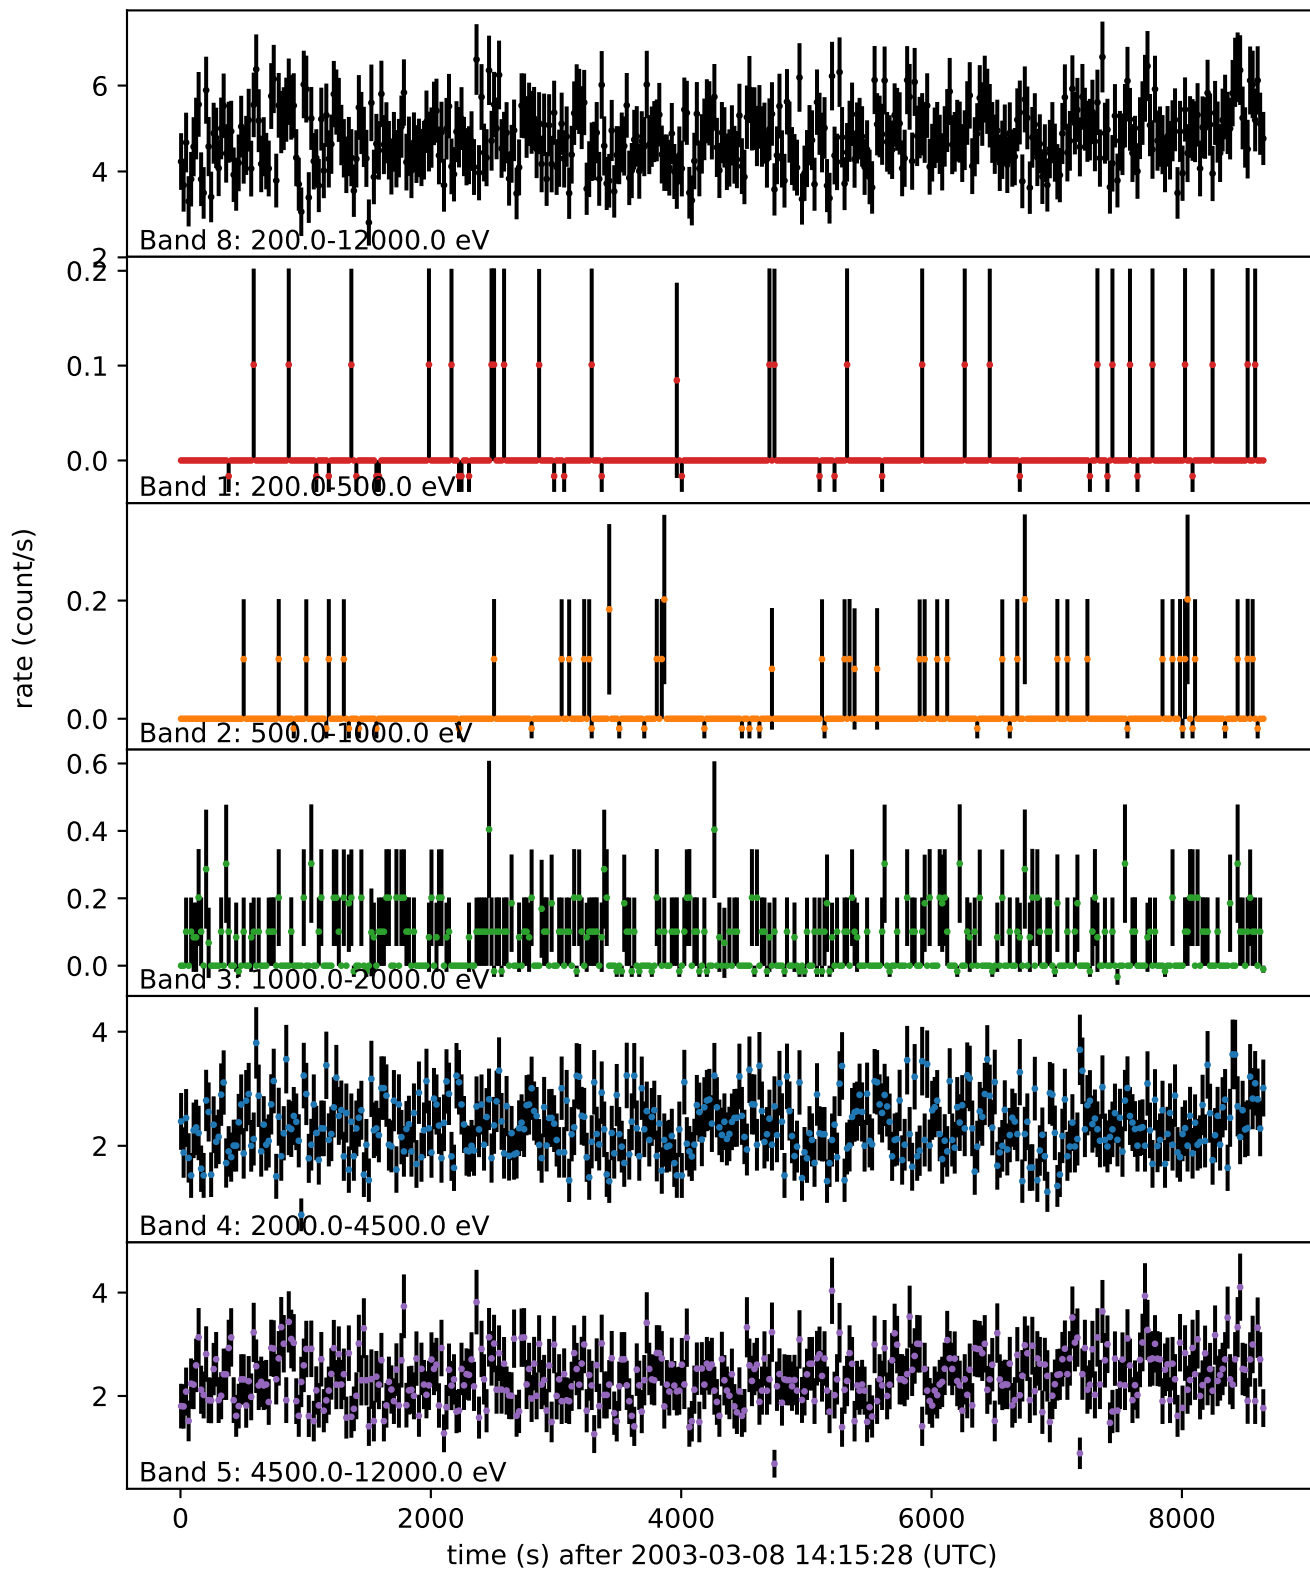 6
4
2
Band 8: 200.0-12000.0 eV
0.2
0.1
0.0
Band 1: 200.0-500.0 eV
rate (count/s)
0.2
0.0
Band 2: 500.0-1000.0 eV
0.6
0.4
0.2
0.0
Band 3: 1000.0-2000.0 eV
4
2
Band 4: 2000.0-4500.0 eV
4
2
Band 5: 4500.0-12000.0 eV
0 2000 4000 6000 8000
time (s) after 2003-03-08 14:15:28 (UTC)